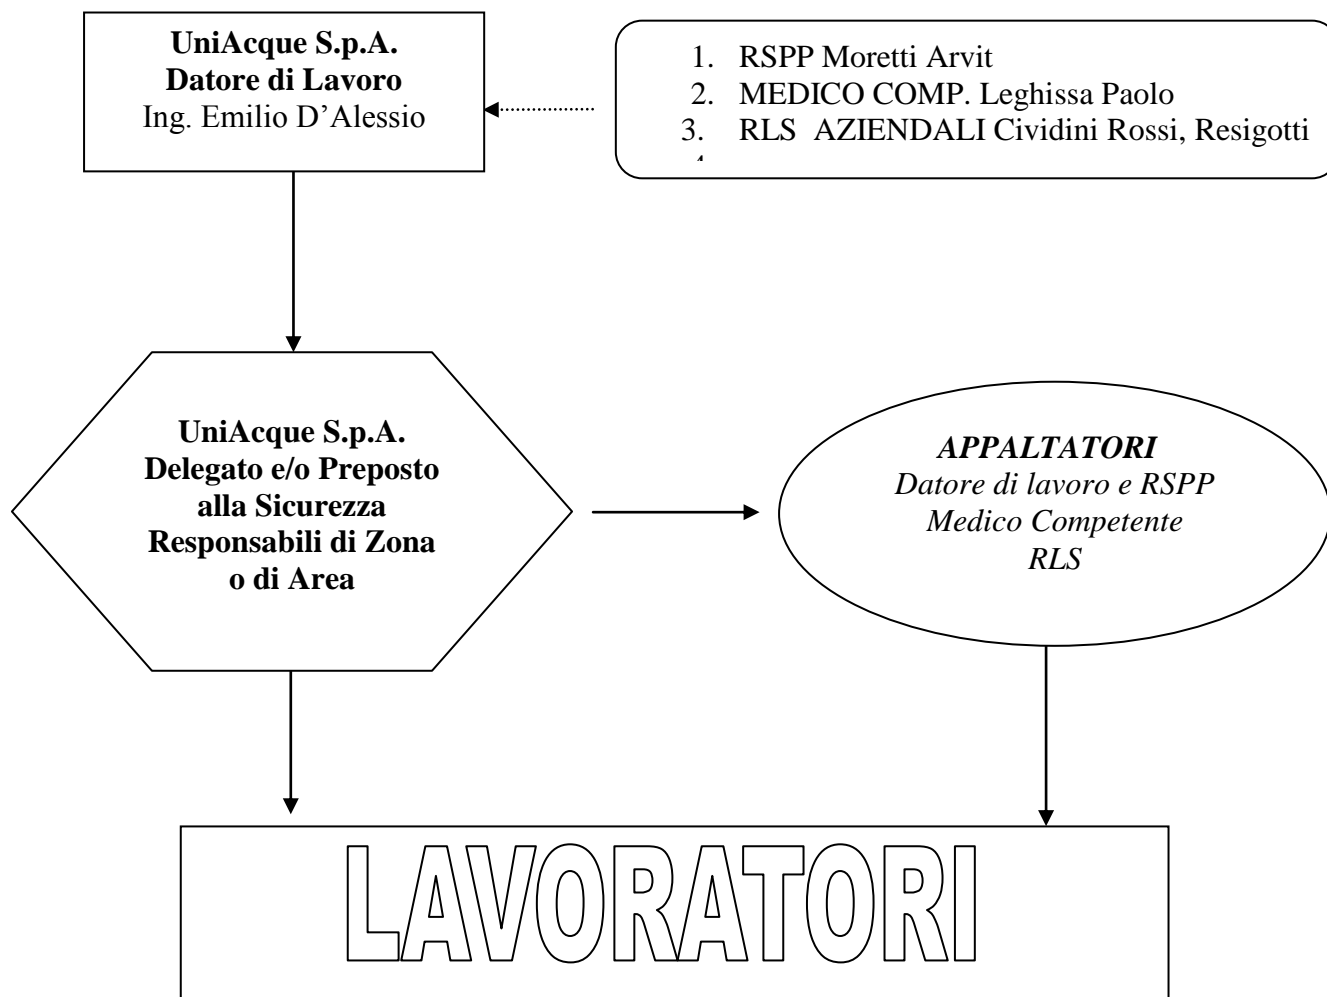 UniAcque S.p.A.
Datore di Lavoro
Ing. Emilio D’Alessio
1. RSPP Moretti Arvit
2. MEDICO COMP. Leghissa Paolo
3. RLS AZIENDALI Cividini Rossi, Resigotti
UniAcque S.p.A.
Delegato e/o Preposto
alla Sicurezza
Responsabili di Zona
o di Area
APPALTATORI
Datore di lavoro e RSPP
Medico Competente
RLS
LAVORATORI